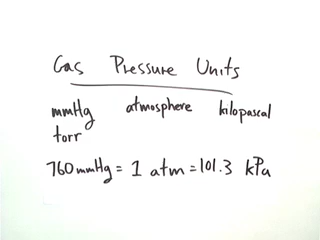 Gas Pressure Units
mmHg atmosphere kilopascal
torr
760 mmHg = 1 atm = 101.3 kPa